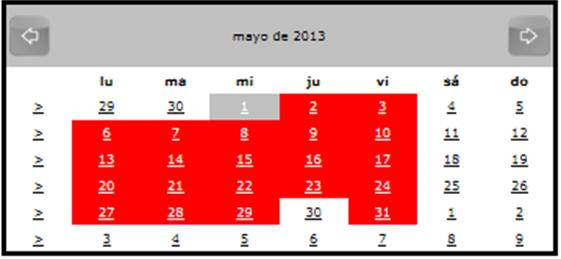 mayo de 2013
lu ma mi ju vi sá do
> 29 30 1 2 3 4 5
> 6 7 8 9 10 11 12
> 13 14 15 16 17 18 19
> 20 21 22 23 24 25 26
> 27 28 29 30 31 1 2
> 3 4 5 6 7 8 9